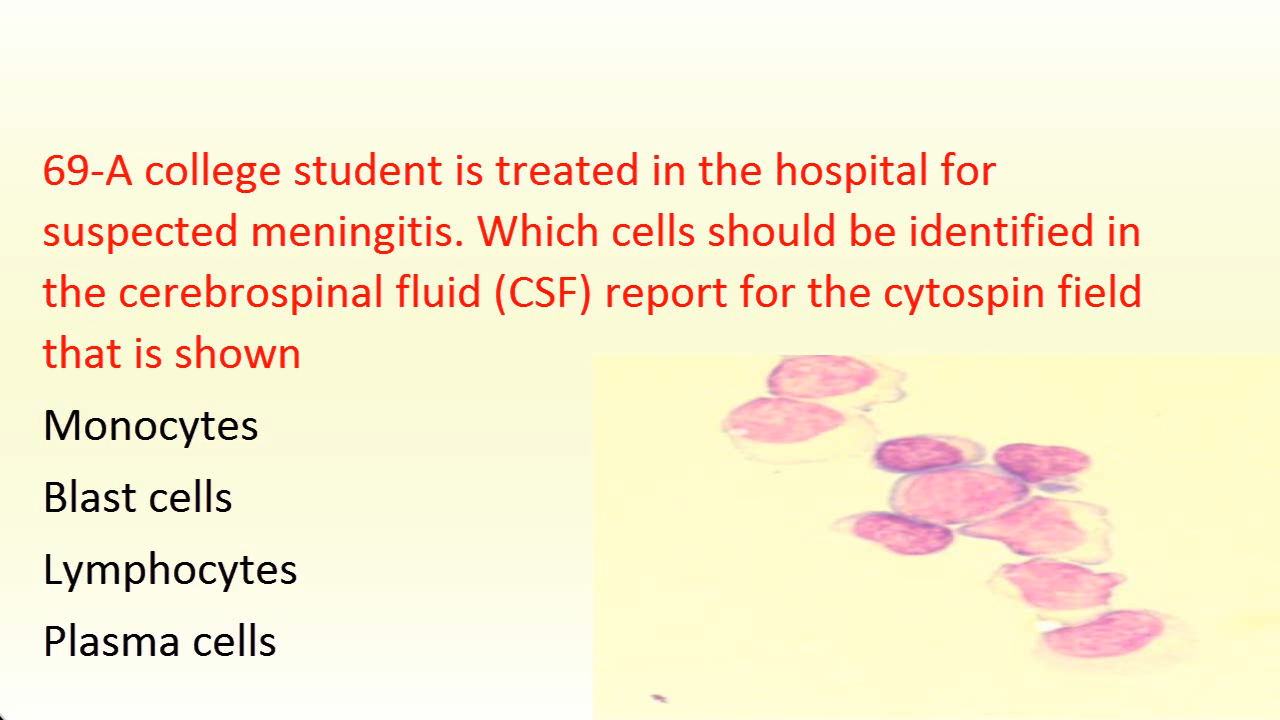 69-A college student is treated in the hospital for
suspected meningitis. Which cells should be identified in
the cerebrospinal fluid (CSF) report for the cytospin field
that is shown
Monocytes
Blast cells
Lymphocytes
Plasma cells